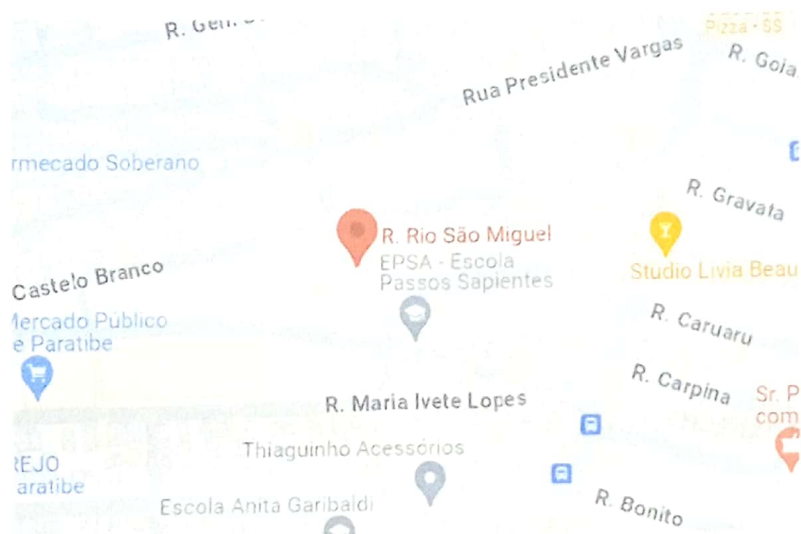 R. Gen.
Pizza - $$
Rua Presidente Vargas
R. Goia
rmecado Soberano
R. Gravata
R. Rio São Miguel
EPSA - Escola
Passos Sapientes
Studio Livia Beau
Castelo Branco
Mercado Público
e Paratibe
R. Caruaru
R. Carpina
Sr. P
com
R. Maria Ivete Lopes
Thiaguinho Acessórios
REJO
aratibe
Escola Anita Garibaldi
R. Bonito